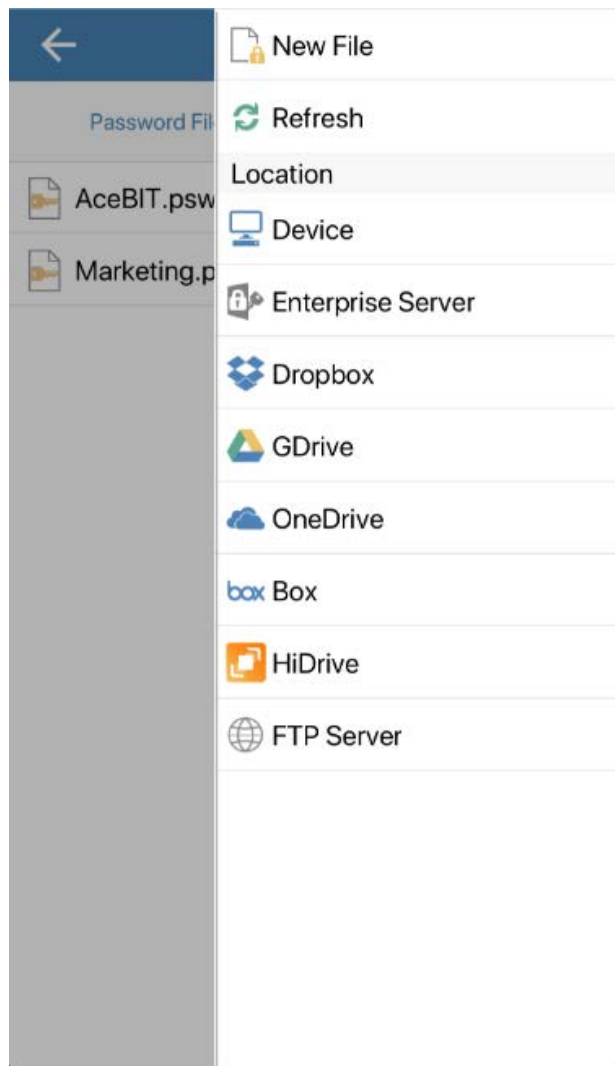 New File
Password Fil
Refresh
Location
AceBIT.psw
Device
Marketing.p
Enterprise Server
Dropbox
GDrive
OneDrive
box Box
HiDrive
FTP Server